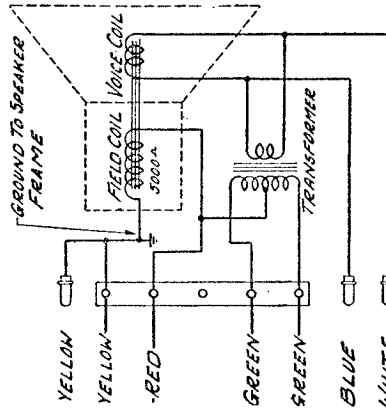 GROUND TO SPEAKER
FRAME
FIELD COIL
5000Ω
VOICE COIL
TRANSFORMER
YELLOW
YELLOW
-RED
GREEN
GREEN
BLUE